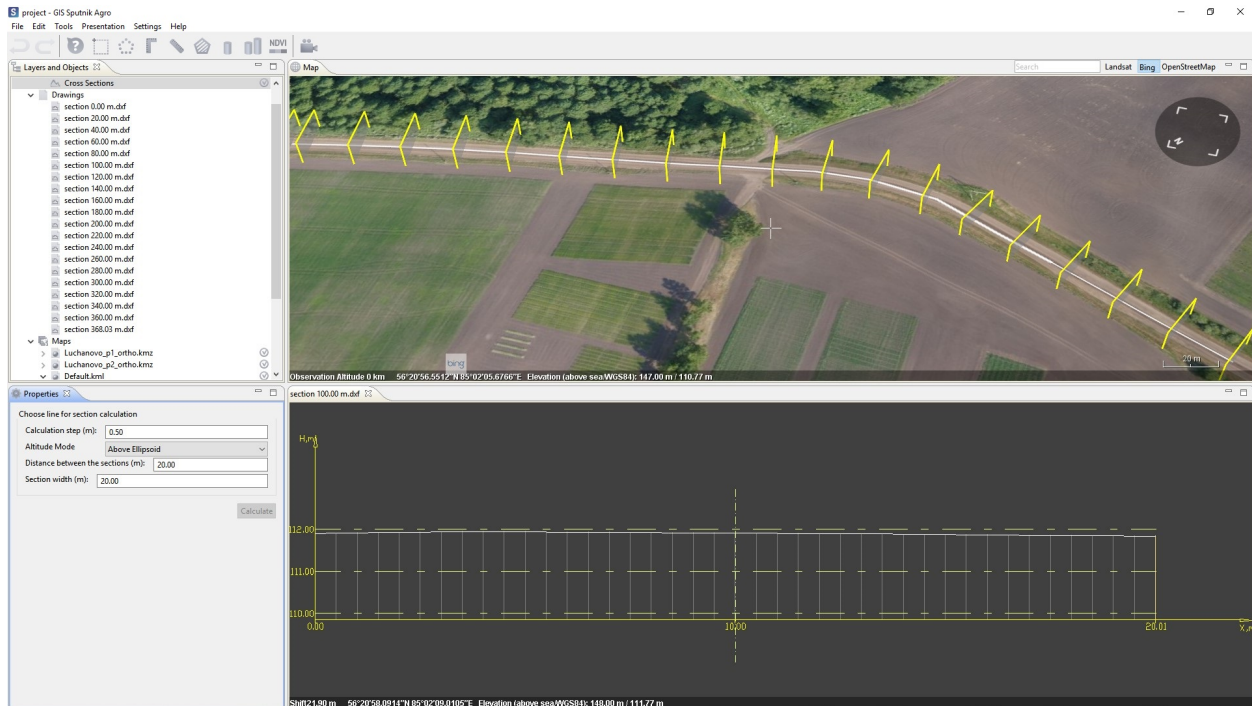 project - GIS Sputnik Agro
File Edit Tools Presentation Settings Help
NDVI
Layers and Objects
Cross Sections
Drawings
section 0.00 m.dxf
section 20.00 m.dxf
section 40.00 m.dxf
section 60.00 m.dxf
section 80.00 m.dxf
section 100.00 m.dxf
section 120.00 m.dxf
section 140.00 m.dxf
section 160.00 m.dxf
section 180.00 m.dxf
section 200.00 m.dxf
section 220.00 m.dxf
section 240.00 m.dxf
section 260.00 m.dxf
section 280.00 m.dxf
section 300.00 m.dxf
section 320.00 m.dxf
section 340.00 m.dxf
section 360.00 m.dxf
section 368.03 m.dxf
Maps
Luchanovo_p1_ortho.kmz
Luchanovo_p2_ortho.kmz
Default.kml
Map
Search
Landsat Bing OpenStreetMap
N
20 m
bing
Observation Altitude 0 km 56°20'56.5512"N 85°02'05.6766"E Elevation (above sea/WGS84): 147.00 m / 110.77 m
Properties
Choose line for section calculation
Calculation step (m): 0.50
Altitude Mode Above Ellipsoid
Distance between the sections (m): 20.00
Section width (m): 20.00
Calculate
section 100.00 m.dxf
H,m
112.00
111.00
110.00
0.00 10.00 20.01 X,m
Shift21.90 m 56°20'58.0914"N 85°02'09.0105"E Elevation (above sea/WGS84): 148.00 m / 111.77 m